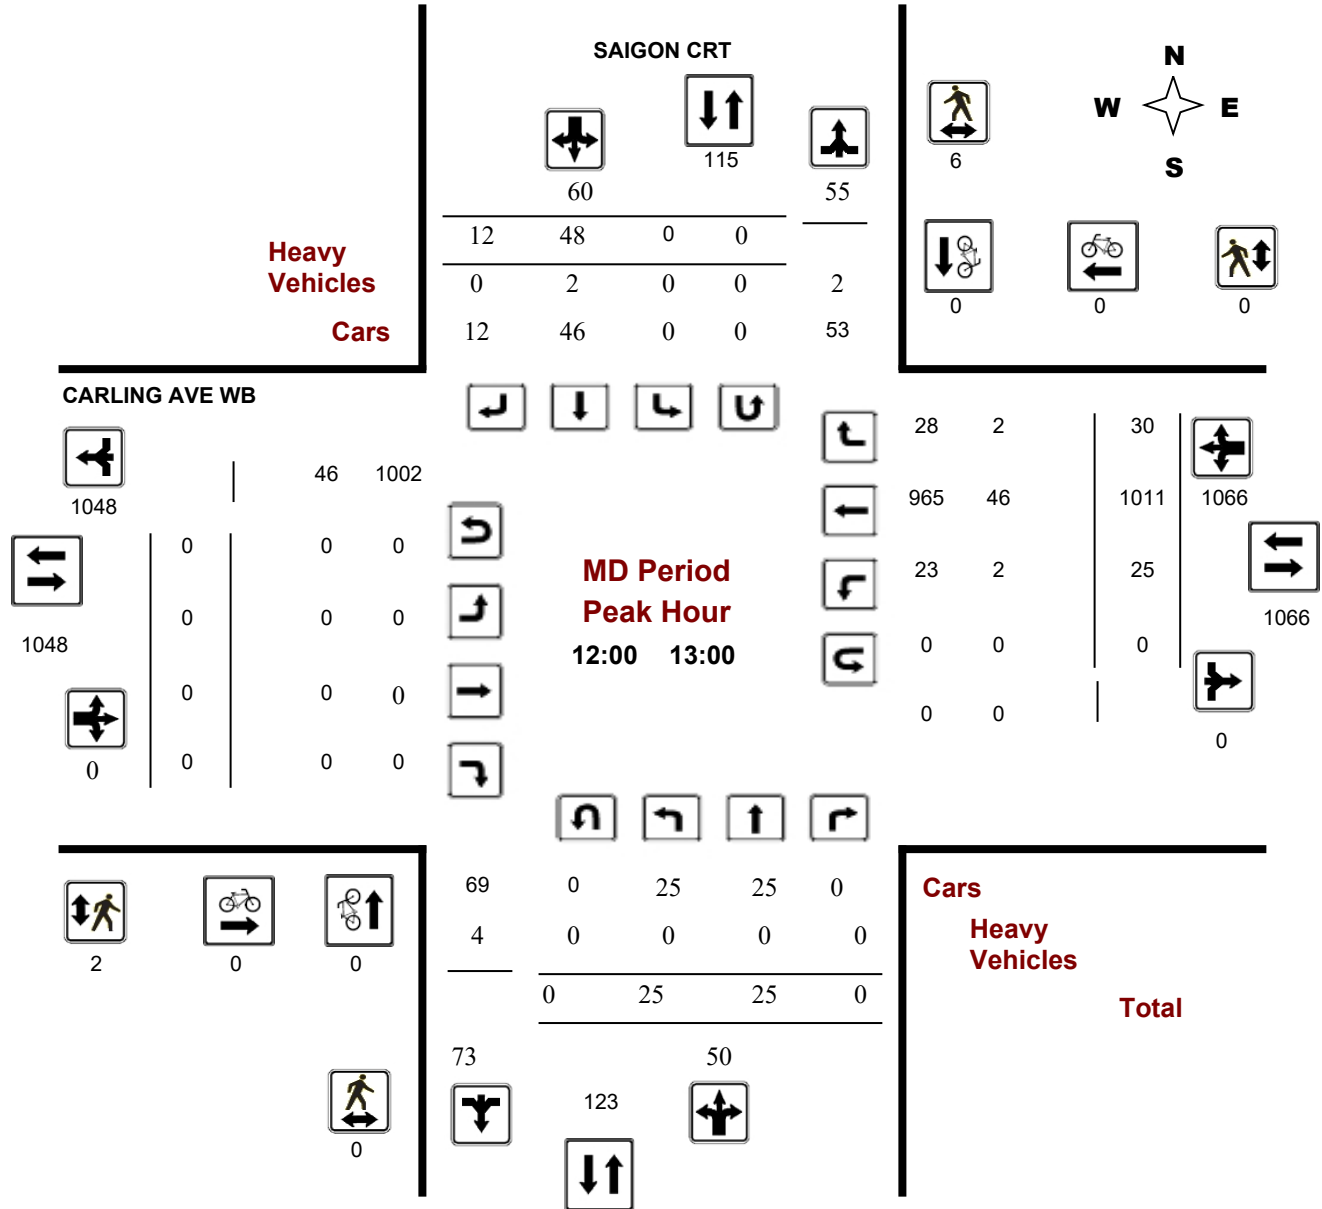 SAIGON CRT
N
W E
S
115
6
60 55
12 48 0 0
Heavy
Vehicles
0 2 0 0 2
0 0 0
Cars
12 46 0 0 53
CARLING AVE WB
28 2 30
46 1002
1048
965 46 1011 1066
0 0 0
MD Period
23 2 25
Peak Hour
0 0 0
1066
1048
12:00 13:00
0 0 0
0 0 0
0 0
0
0
0 0 0
69 0 25 25 0
Cars
4 0 0 0 0
Heavy
Vehicles
2 0 0
0 25 25 0
Total
73 50
123
0